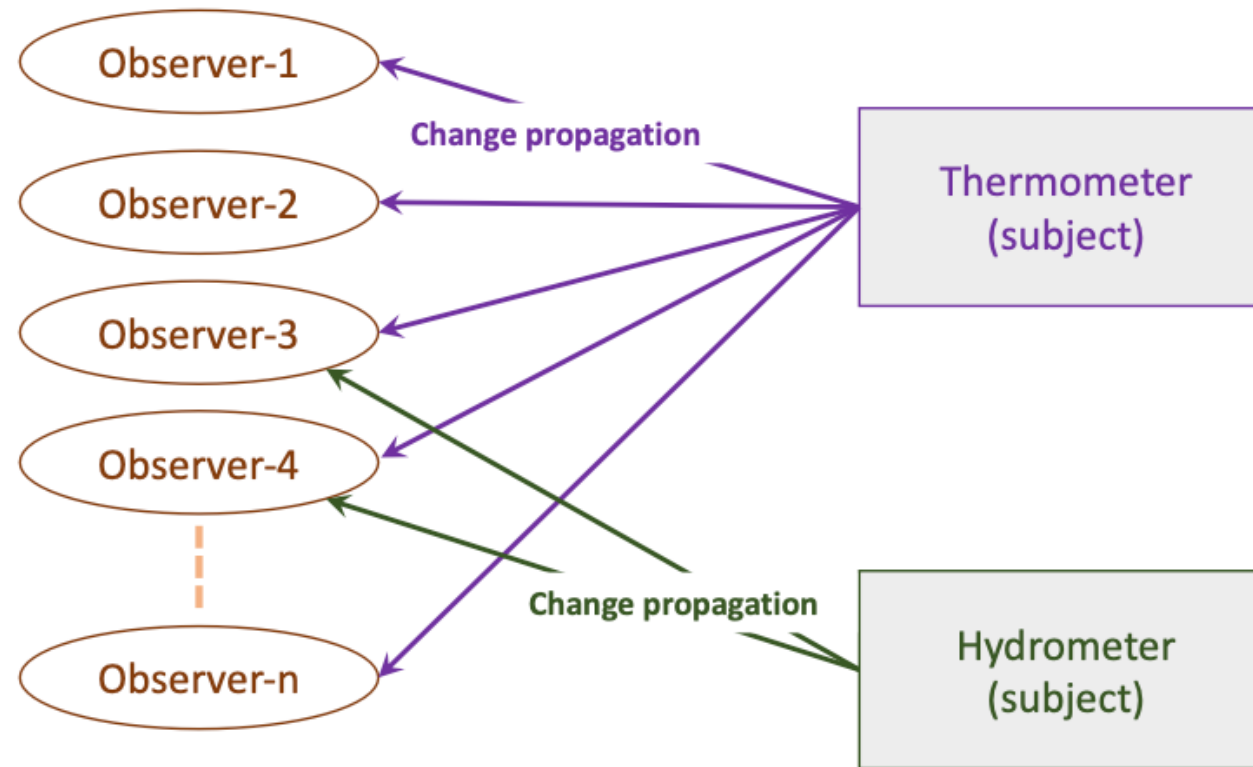 Observer-1
Change propagation
Observer-2
Thermometer
(subject)
Observer-3
Observer-4
Change propagation
Observer-n
Hydrometer
(subject)